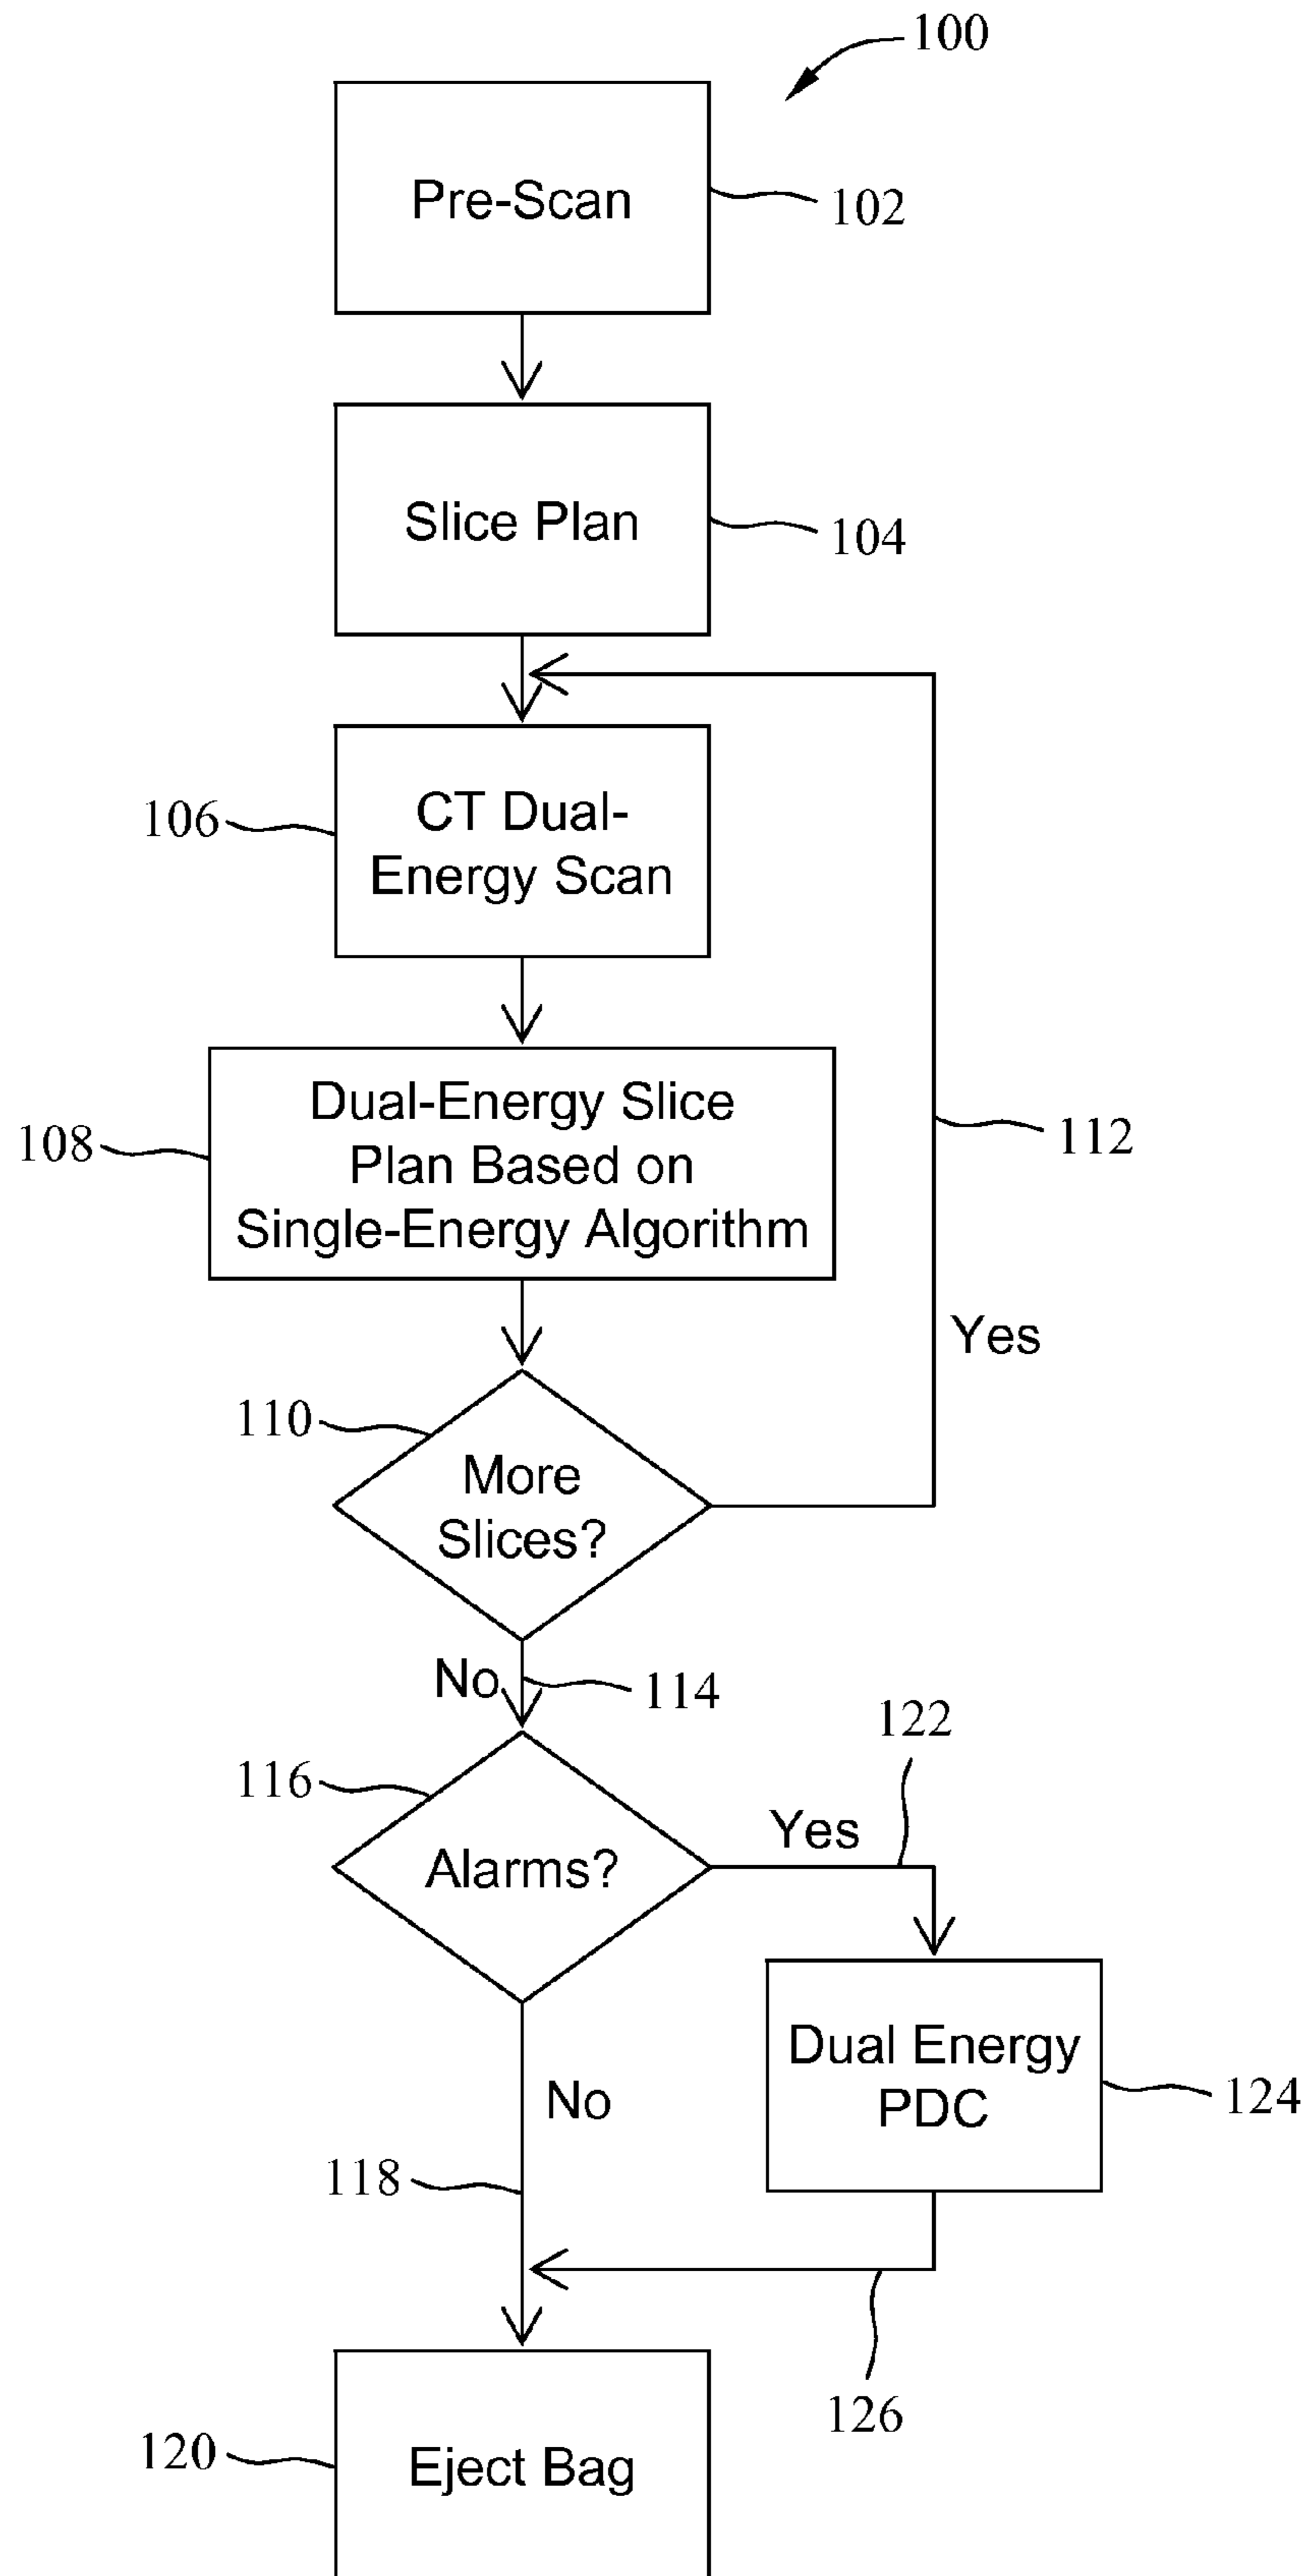 100
Pre-Scan
102
Slice Plan
104
CT Dual-
Energy Scan
106
Dual-Energy Slice
Plan Based on
Single-Energy Algorithm
108
112
Yes
110
More
Slices?
No
114
122
116
Alarms?
Yes
Dual Energy
PDC
124
No
118
126
120
Eject Bag